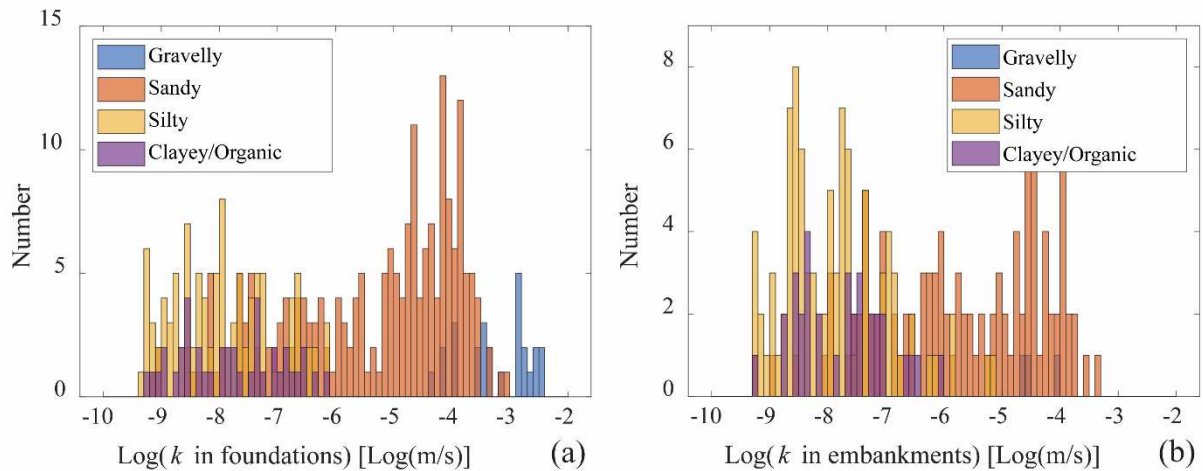 15
10
5
0
Number
Gravelly
Sandy
Silty
Clayey/Organic
-10 -9 -8 -7 -6 -5 -4 -3 -2
Log(k in foundations) [Log(m/s)]
(a)
8
6
4
2
0
Number
Gravelly
Sandy
Silty
Clayey/Organic
-10 -9 -8 -7 -6 -5 -4 -3 -2
Log(k in embankments) [Log(m/s)]
(b)